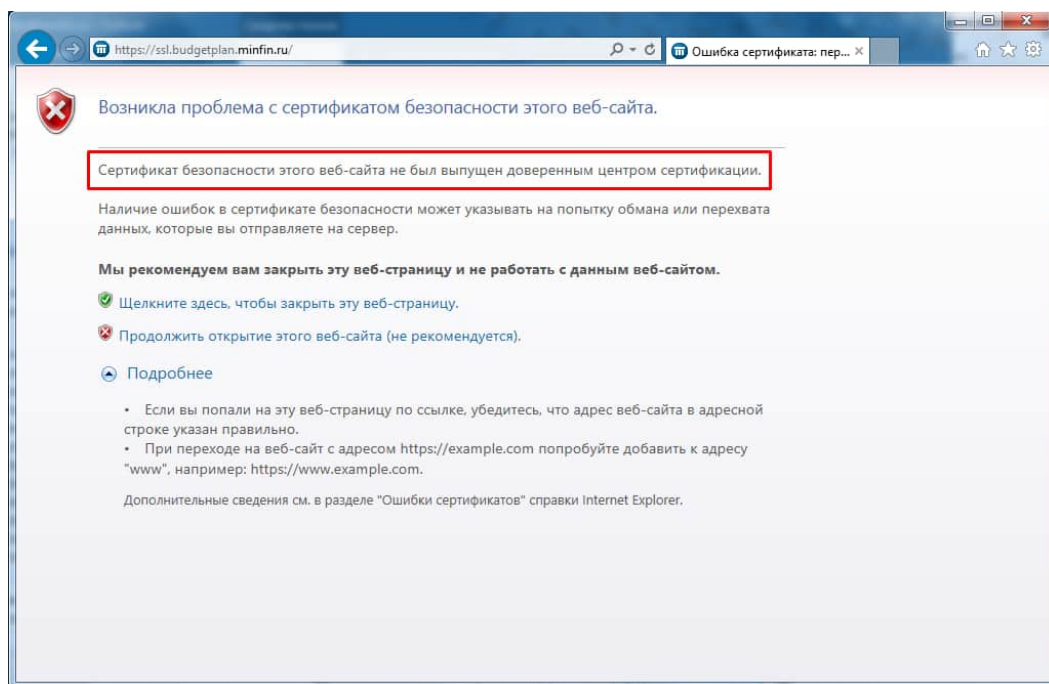 https://ssl.budgetplan.minfin.ru/
Ошибка сертификата: пер...
Возникла проблема с сертификатом безопасности этого веб-сайта.
Сертификат безопасности этого веб-сайта не был выпущен доверенным центром сертификации.
Наличие ошибок в сертификате безопасности может указывать на попытку обмана или перехвата
данных, которые вы отправляете на сервер.
Мы рекомендуем вам закрыть эту веб-страницу и не работать с данным веб-сайтом.
Щелкните здесь, чтобы закрыть эту веб-страницу.
Продолжить открытие этого веб-сайта (не рекомендуется).
Подробнее
• Если вы попали на эту веб-страницу по ссылке, убедитесь, что адрес веб-сайта в адресной
строке указан правильно.
• При переходе на веб-сайт с адресом https://example.com попробуйте добавить к адресу
"www", например: https://www.example.com.
Дополнительные сведения см. в разделе "Ошибки сертификатов" справки Internet Explorer.